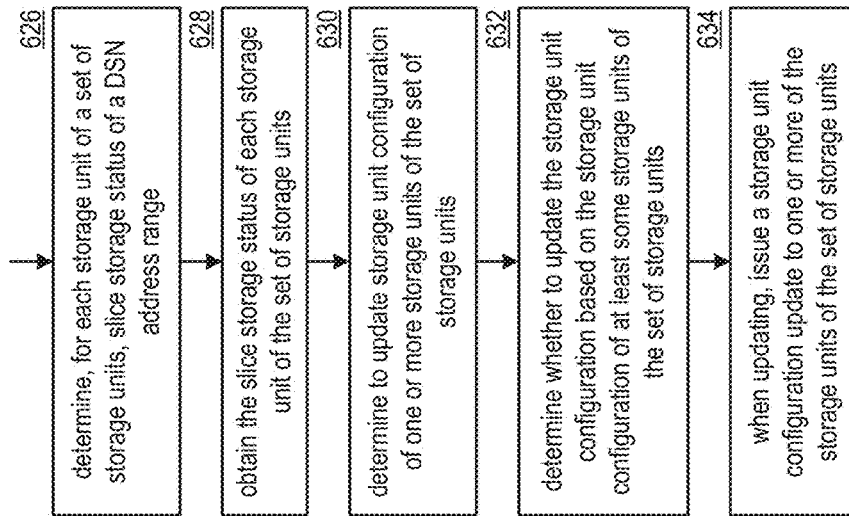 626
determine, for each storage unit of a set of
storage units, slice storage status of a DSN
address range
628
obtain the slice storage status of each storage
unit of the set of storage units
630
determine to update storage unit configuration
of one or more storage units of the set of
storage units
632
determine whether to update the storage unit
configuration based on the storage unit
configuration of at least some storage units of
the set of storage units
634
when updating, issue a storage unit
configuration update to one or more of the
storage units of the set of storage units